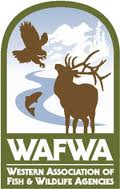 WAFWA
WESTERN ASSOCIATION OF
FISH & WILDLIFE AGENCIES